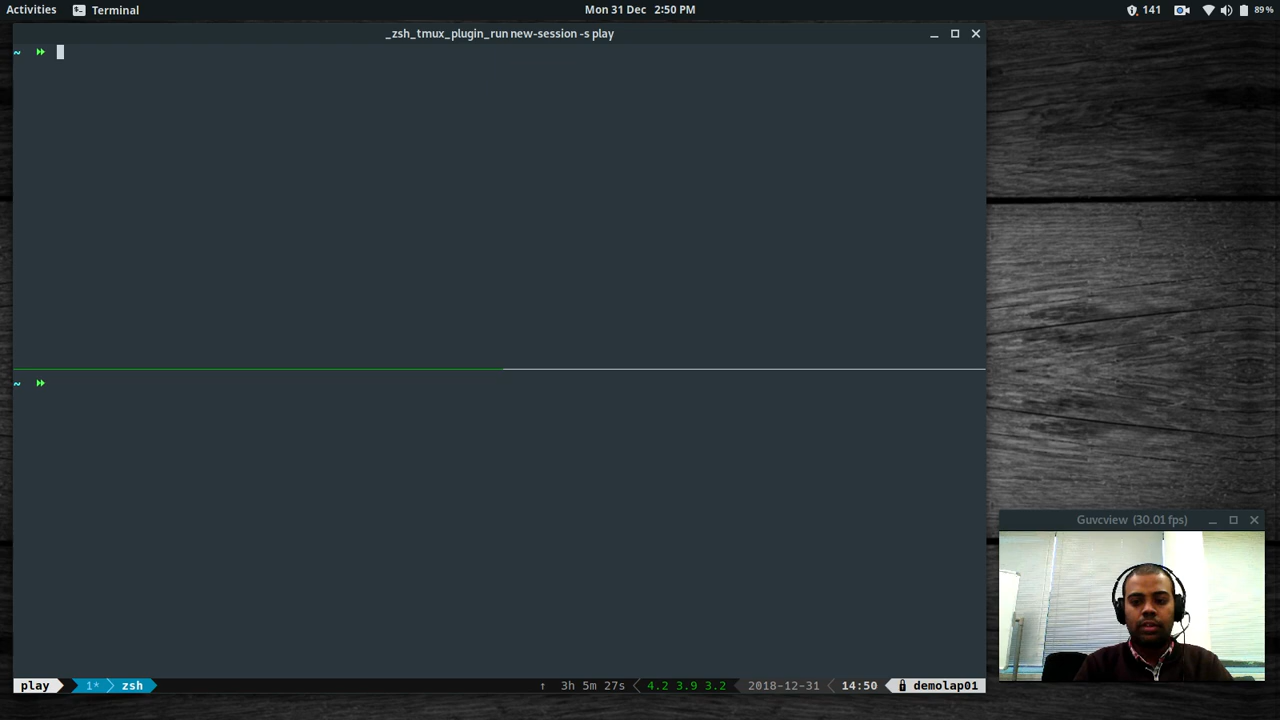 Activities Terminal Mon 31 Dec 2:50 PM 141 89%
_zsh_tmux_plugin_run new-session -s play
~
~
Guvcview (30.01 fps)
play 1* zsh ↑ 3h 5m 27s 4.2 3.9 3.2 2018-12-31 14:50 demolap01